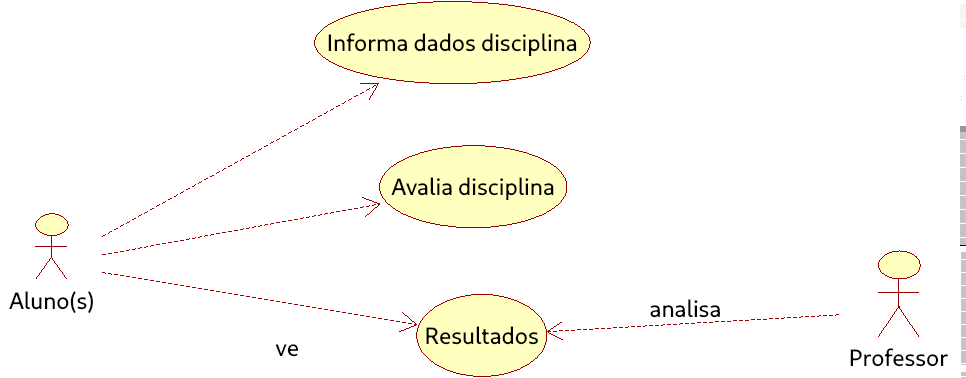 Informa dados disciplina
Avalia disciplina
Aluno(s)
analisa
Resultados
ve
Professor